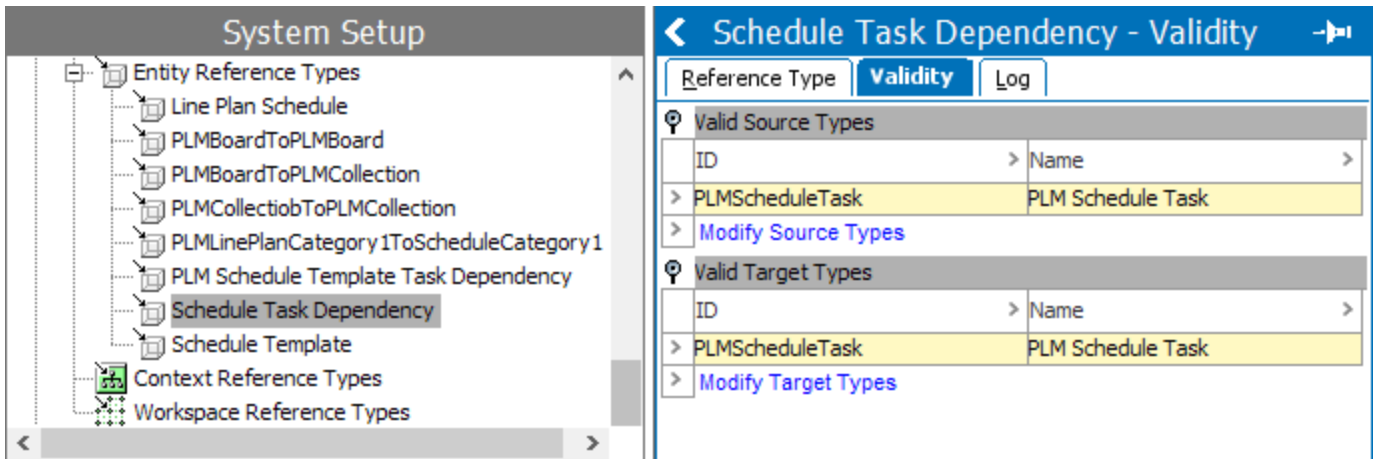 System Setup
Entity Reference Types
Line Plan Schedule
PLMBoardToPLMBoard
PLMBoardToPLMCollection
PLMCollectiobToPLMCollection
PLMLinePlanCategory1ToScheduleCategory1
PLM Schedule Template Task Dependency
Schedule Task Dependency
Schedule Template
Context Reference Types
Workspace Reference Types
Schedule Task Dependency - Validity
Reference Type Validity Log
Valid Source Types
ID > Name >
> PLMScheduleTask PLM Schedule Task
> Modify Source Types
Valid Target Types
ID > Name >
> PLMScheduleTask PLM Schedule Task
> Modify Target Types